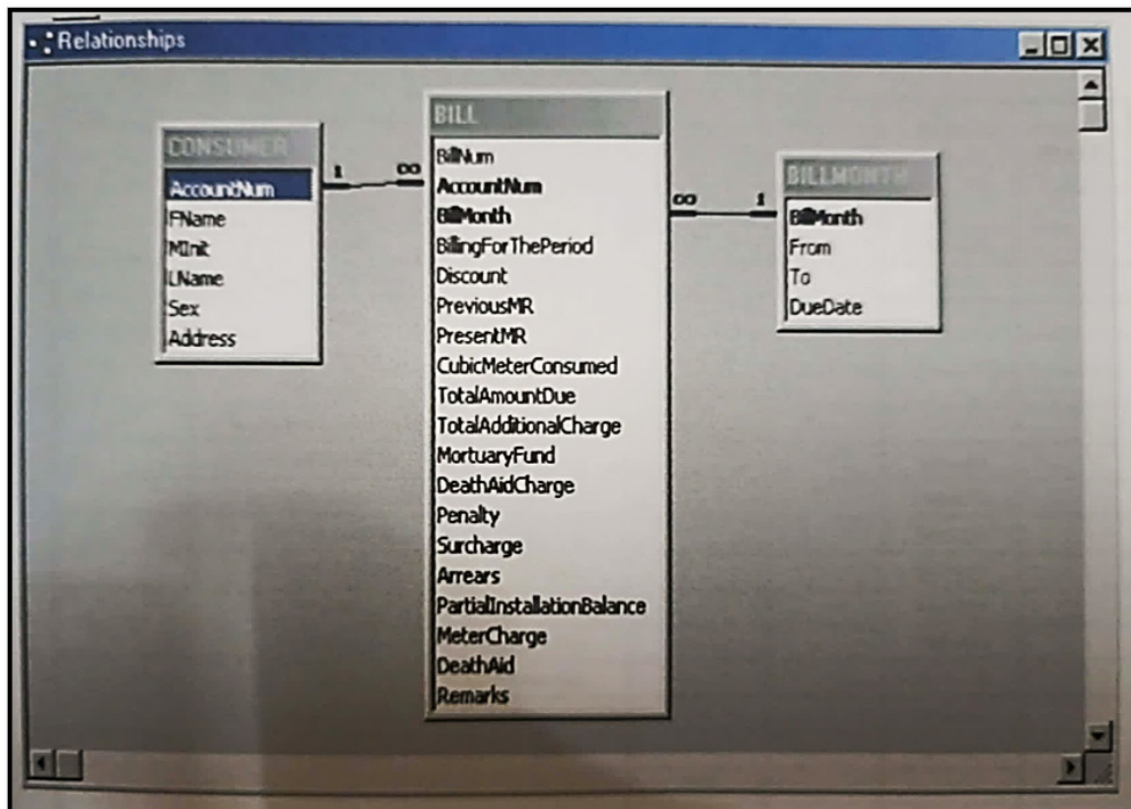 Relationships
CONSUMER
AccountNum
FName
MInit
LName
Sex
Address
1
∞
BILL
BillNum
AccountNum
BillMonth
BillingForThePeriod
Discount
PreviousMR
PresentMR
CubicMeterConsumed
TotalAmountDue
TotalAdditionalCharge
MortuaryFund
DeathAidCharge
Penalty
Surcharge
Arrears
PartialInstallationBalance
MeterCharge
DeathAid
Remarks
∞
1
BILLMONTH
BillMonth
From
To
DueDate